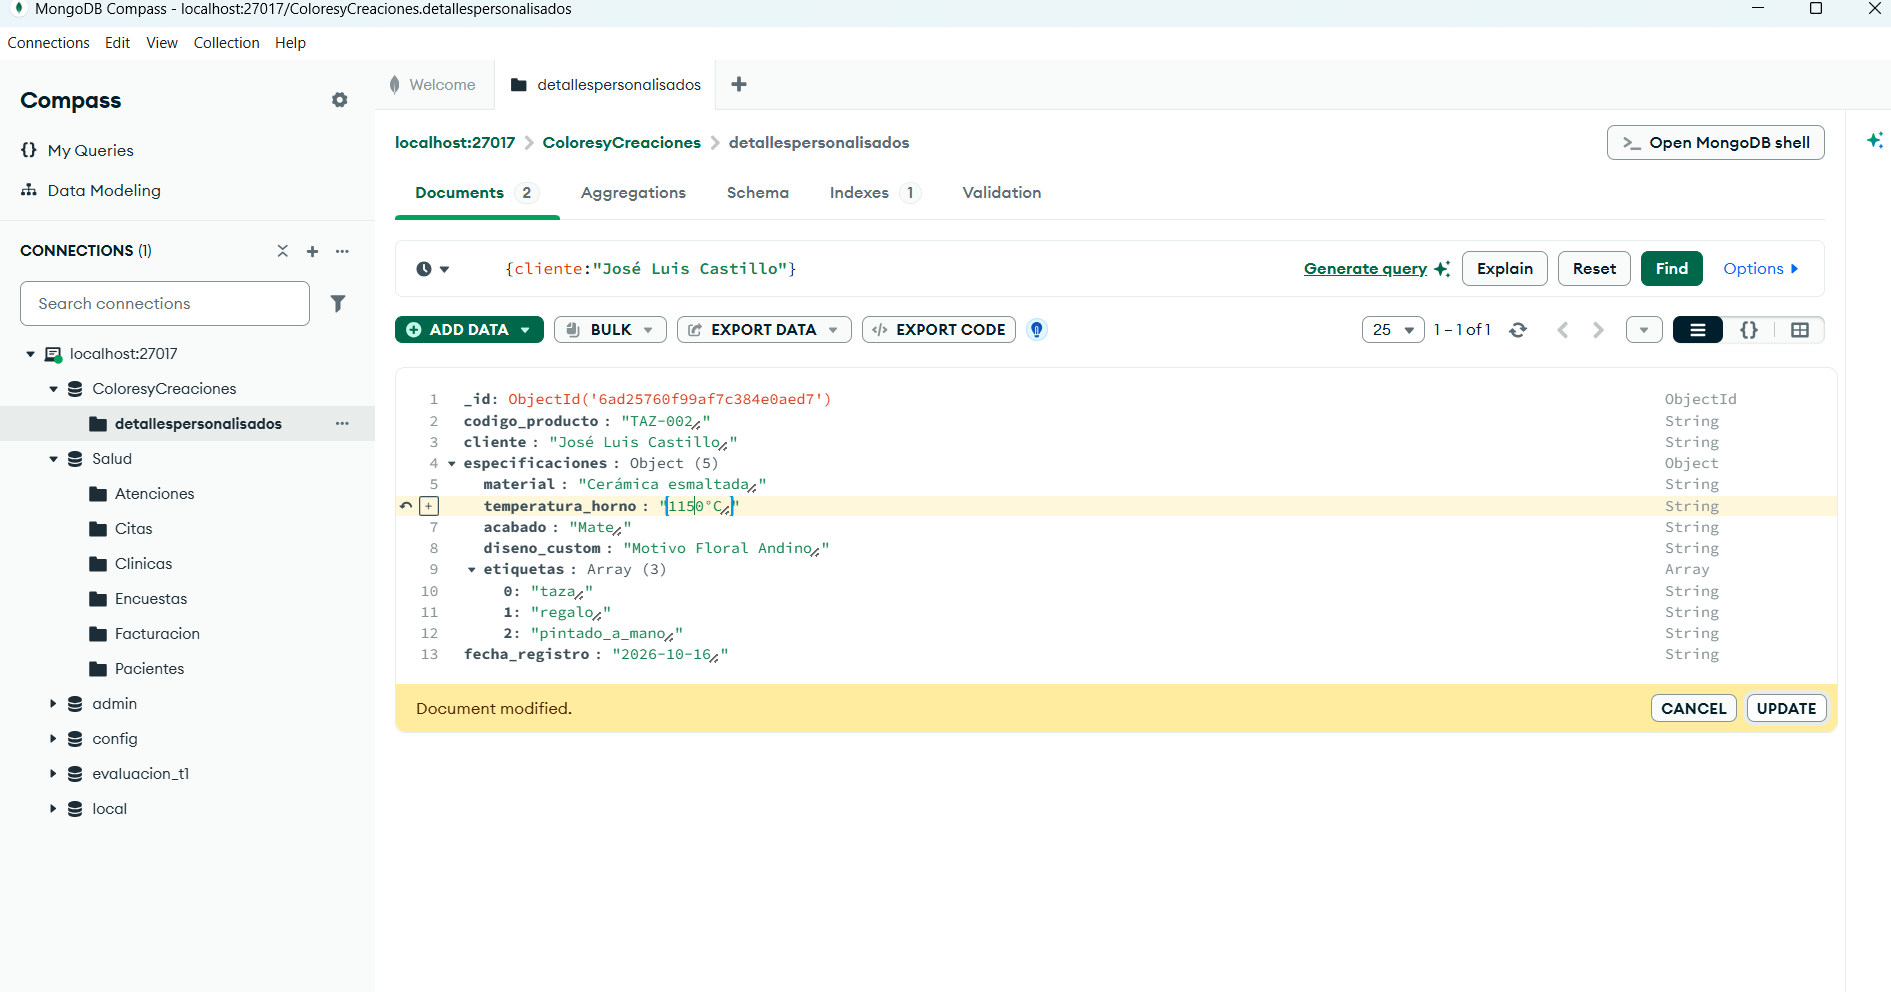 MongoDB Compass - localhost:27017/ColoresyCreaciones.detallespersonalisados
Connections Edit View Collection Help
Compass
My Queries
Data Modeling
CONNECTIONS (1)
Search connections
localhost:27017
ColoresyCreaciones
detallespersonalisados
Salud
Atenciones
Citas
Clinicas
Encuestas
Facturacion
Pacientes
admin
config
evaluacion_t1
local
Welcome detallespersonalisados
localhost:27017 ColoresyCreaciones detallespersonalisados
>_ Open MongoDB shell
Documents 2 Aggregations Schema Indexes 1 Validation
{cliente:"José Luis Castillo"}
Generate query Explain Reset Find Options
ADD DATA BULK EXPORT DATA </> EXPORT CODE 25 1 – 1 of 1 {}
1 _id: ObjectId('6ad25760f99af7c384e0aed7') ObjectId
2 codigo_producto : "TAZ-002" String
3 cliente : "José Luis Castillo" String
4 especificaciones : Object (5) Object
5 material : "Cerámica esmaltada" String
+ temperatura_horno : "1150°C" String
7 acabado : "Mate" String
8 diseno_custom : "Motivo Floral Andino" String
9 etiquetas : Array (3) Array
10 0: "taza" String
11 1: "regalo" String
12 2: "pintado_a_mano" String
13 fecha_registro : "2026-10-16" String
Document modified. CANCEL UPDATE